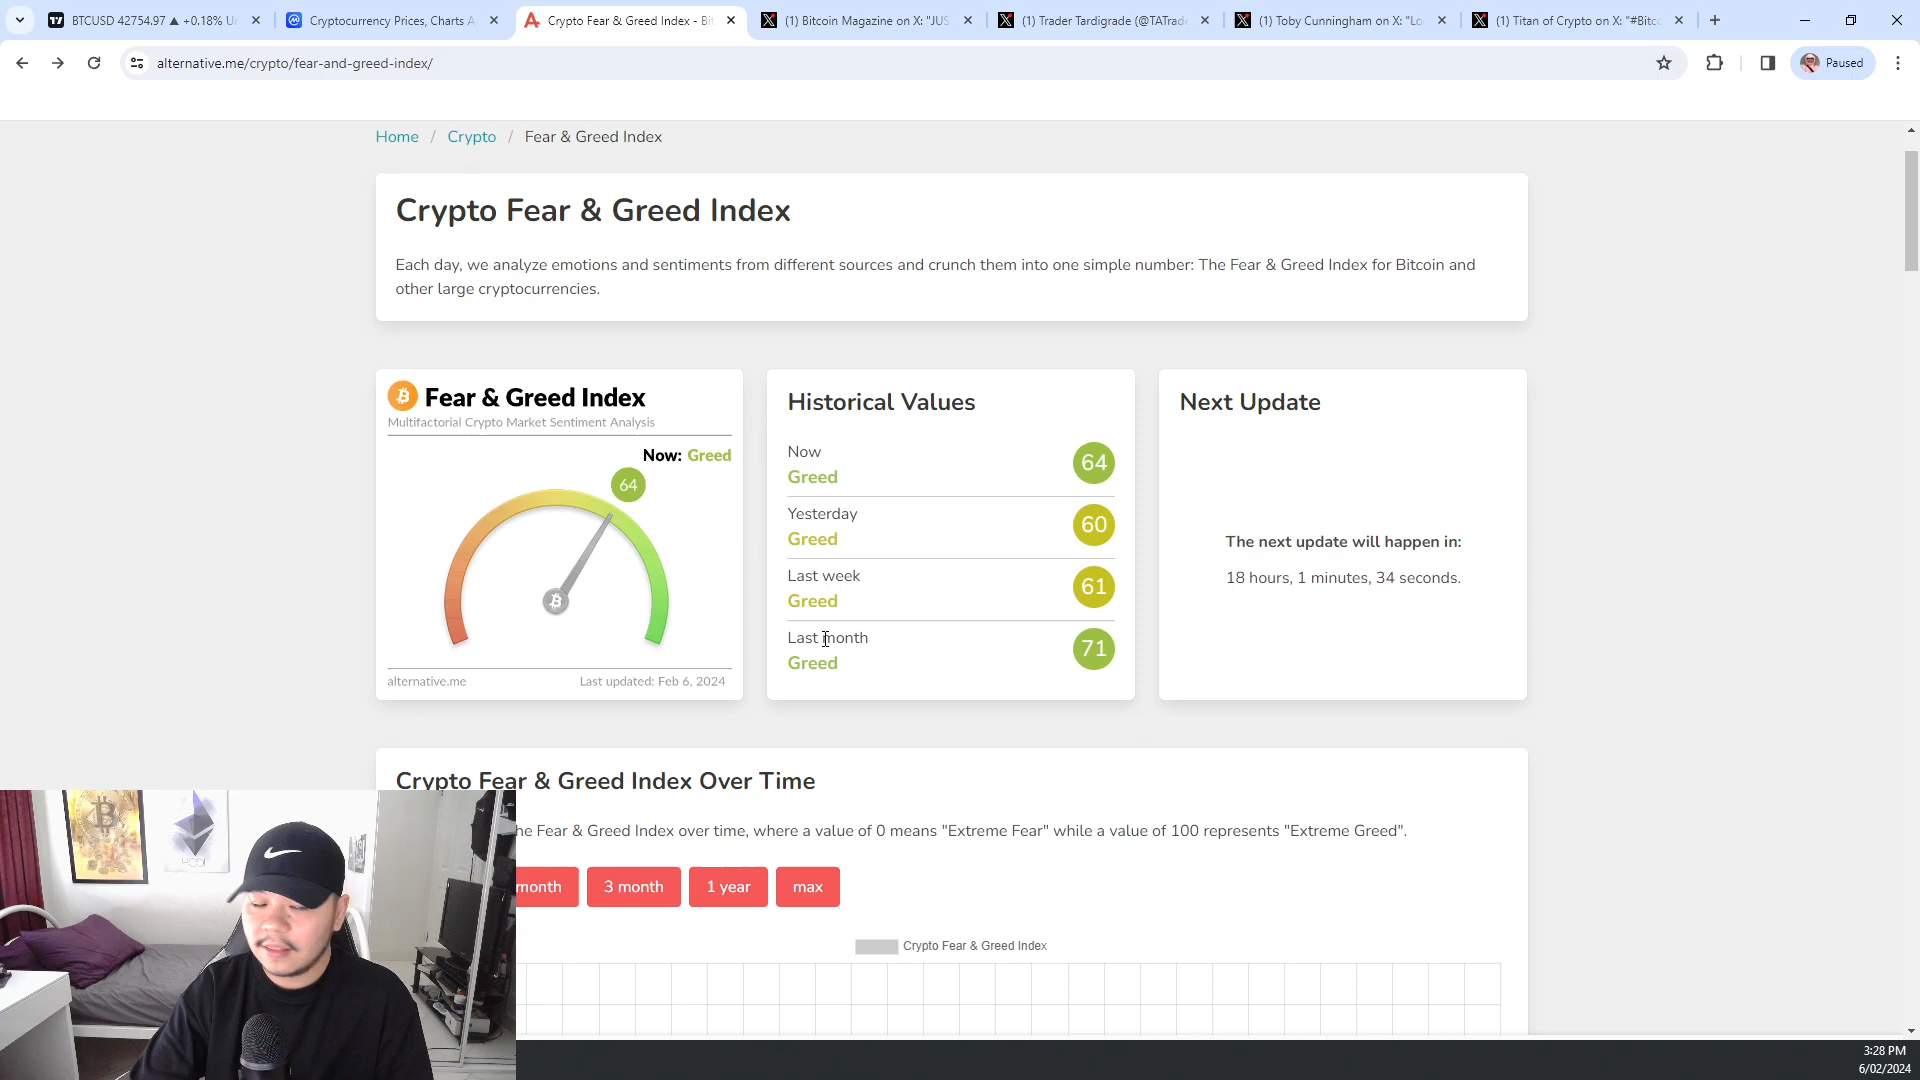 BTCUSD 42754.97 ▲ +0.18%
Cryptocurrency Prices, Charts A
Crypto Fear & Greed Index - Bit
(1) Bitcoin Magazine on X: "JUS
(1) Trader Tardigrade (@TATrade
(1) Toby Cunningham on X: "Lo
(1) Titan of Crypto on X: "#Bitco
alternative.me/crypto/fear-and-greed-index/
Paused
Home / Crypto / Fear & Greed Index
Crypto Fear & Greed Index
Each day, we analyze emotions and sentiments from different sources and crunch them into one simple number: The Fear & Greed Index for Bitcoin and
other large cryptocurrencies.
Fear & Greed Index
Multifactorial Crypto Market Sentiment Analysis
Now: Greed
64
alternative.me
Last updated: Feb 6, 2024
Historical Values
Now
Greed
64
Yesterday
Greed
60
Last week
Greed
61
Last month
Greed
71
Next Update
The next update will happen in:
18 hours, 1 minutes, 34 seconds.
Crypto Fear & Greed Index Over Time
he Fear & Greed Index over time, where a value of 0 means "Extreme Fear" while a value of 100 represents "Extreme Greed".
month
3 month
1 year
max
Crypto Fear & Greed Index
HODL
3:28 PM
6/02/2024